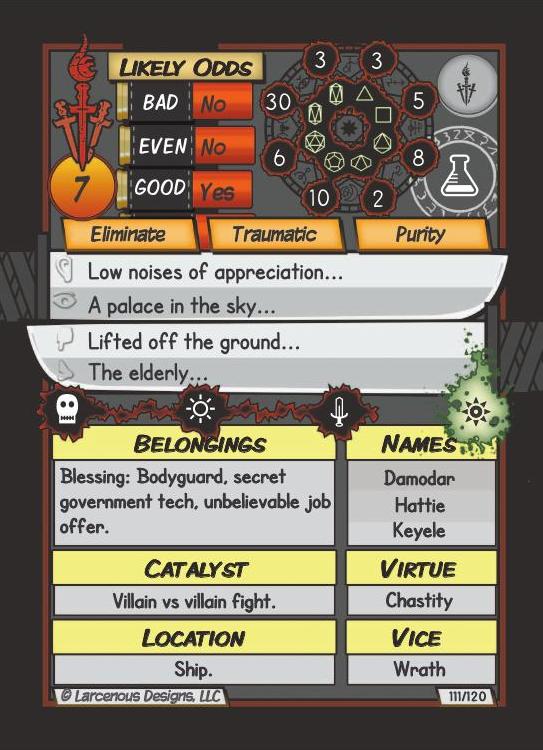 LIKELY ODDS
BAD No
EVEN No
GOOD Yes
7
3 3
30 5
6 8
10 2
Eliminate Traumatic Purity
Low noises of appreciation...
A palace in the sky...
Lifted off the ground...
The elderly...
BELONGINGS
Blessing: Bodyguard, secret
government tech, unbelievable job
offer.
NAMES
Damodar
Hattie
Keyele
CATALYST
Villain vs villain fight.
VIRTUE
Chastity
LOCATION
Ship.
VICE
Wrath
© LARCENOUS DESIGNS, LLC
111/120